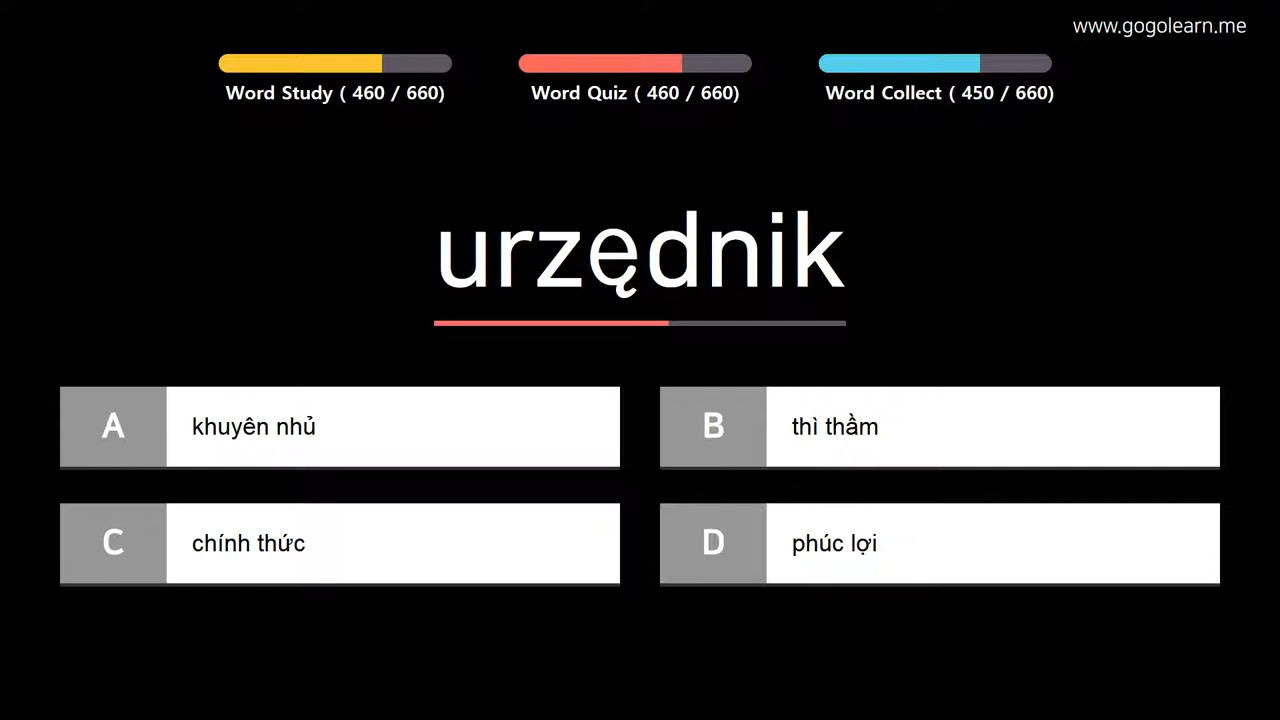 www.gogolearn.me
Word Study ( 460 / 660)
Word Quiz ( 460 / 660)
Word Collect ( 450 / 660)
urzędnik
A khuyên nhủ
B thì thầm
C chính thức
D phúc lợi